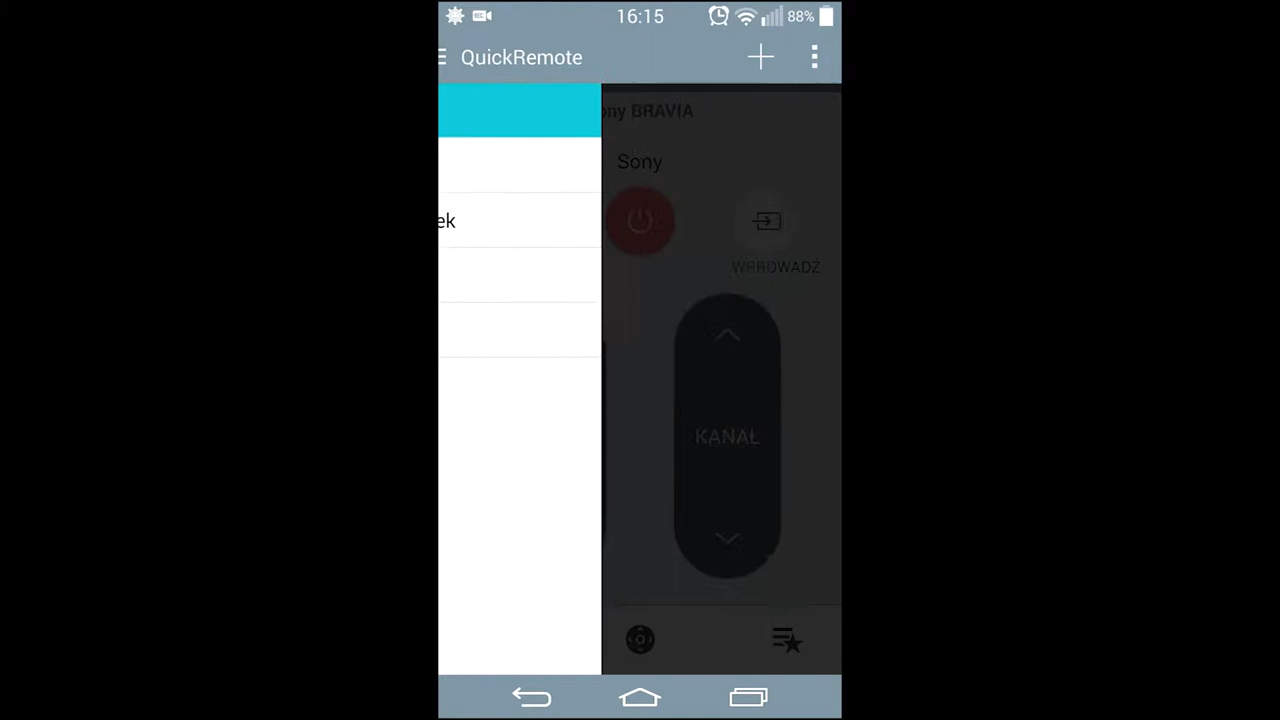 16:15
88%
QuickRemote
ony BRAVIA
Sony
ek
WPROWADŹ
KANAŁ